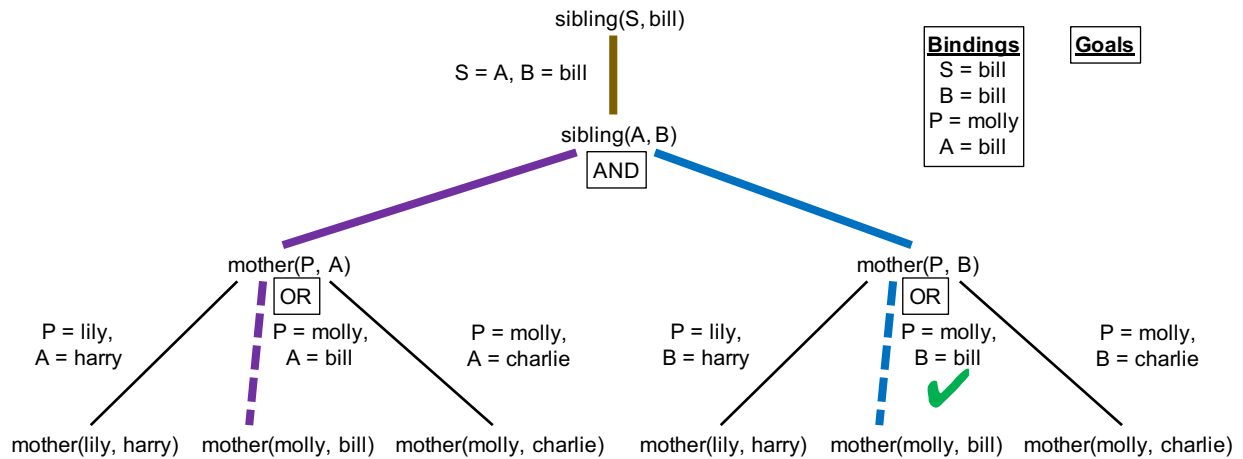 sibling(S, bill)
S = A, B = bill
Bindings
S = bill
B = bill
P = molly
A = bill
Goals
sibling(A, B)
AND
mother(P, A)
OR
P = lily,
A = harry
P = molly,
A = bill
P = molly,
A = charlie
mother(P, B)
OR
P = lily,
B = harry
P = molly,
B = bill
P = molly,
B = charlie
mother(lily, harry)
mother(molly, bill)
mother(molly, charlie)
mother(lily, harry)
mother(molly, bill)
mother(molly, charlie)